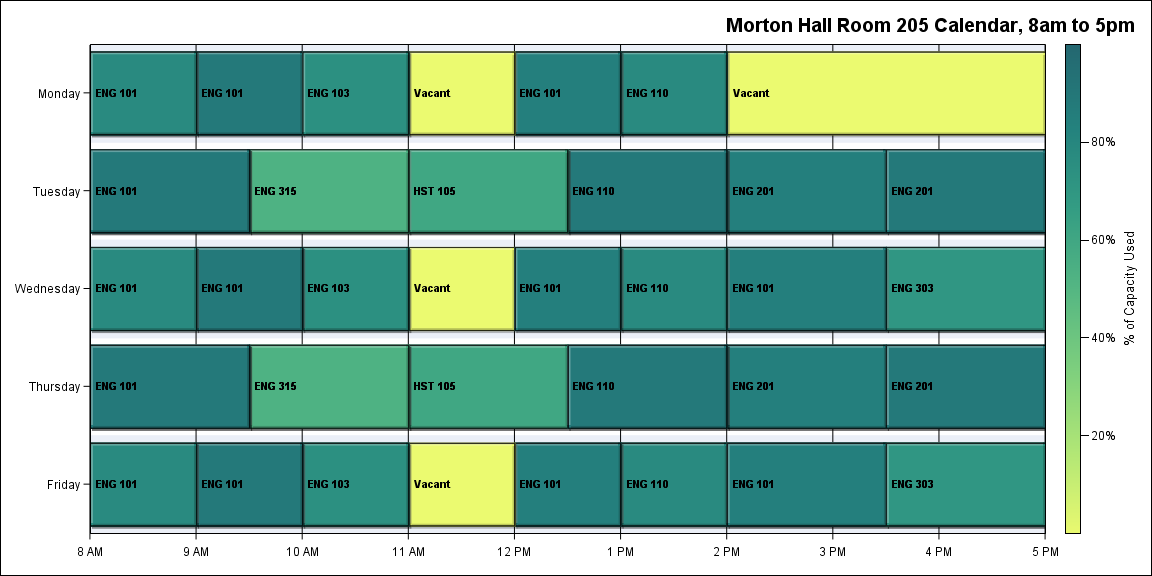 Morton Hall Room 205 Calendar, 8am to 5pm
Monday
ENG 101
ENG 101
ENG 103
Vacant
ENG 101
ENG 110
Vacant
Tuesday
ENG 101
ENG 315
HST 105
ENG 110
ENG 201
ENG 201
Wednesday
ENG 101
ENG 101
ENG 103
Vacant
ENG 101
ENG 110
ENG 101
ENG 303
Thursday
ENG 101
ENG 315
HST 105
ENG 110
ENG 201
ENG 201
Friday
ENG 101
ENG 101
ENG 103
Vacant
ENG 101
ENG 110
ENG 101
ENG 303
8 AM
9 AM
10 AM
11 AM
12 PM
1 PM
2 PM
3 PM
4 PM
5 PM
80%
60%
40%
20%
% of Capacity Used